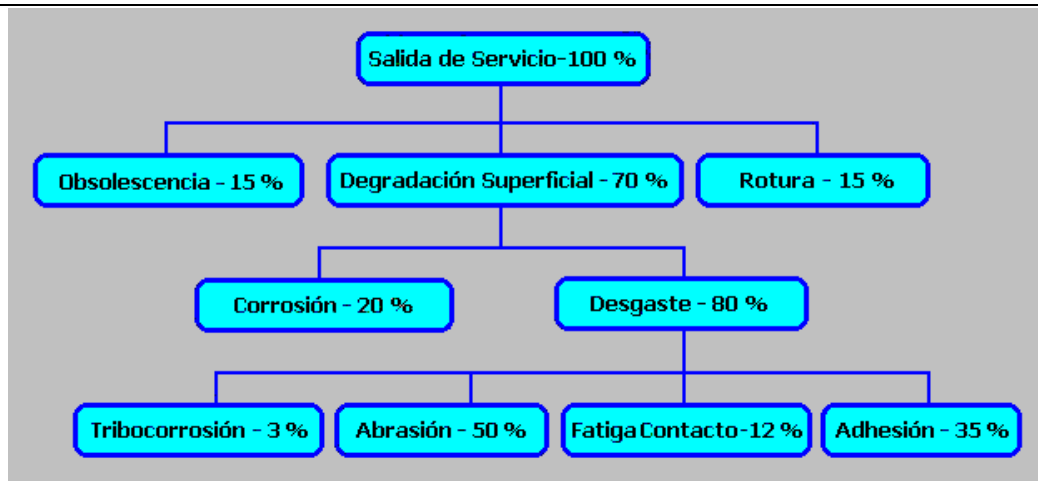 Salida de Servicio-100 %
Obsolescencia - 15 %
Degradación Superficial - 70 %
Rotura - 15 %
Corrosión - 20 %
Desgaste - 80 %
Tribocorrosión - 3 %
Abrasión - 50 %
Fatiga Contacto-12 %
Adhesión - 35 %